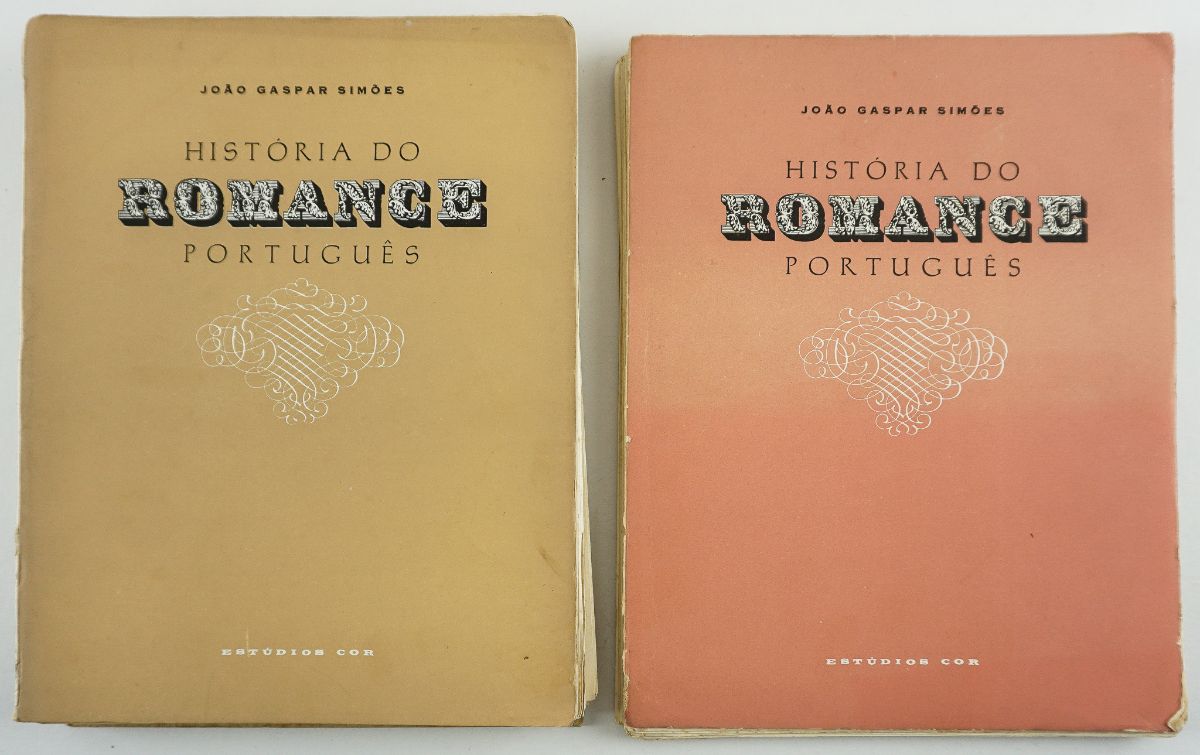 JOÃO GASPAR SIMÕES
HISTÓRIA DO
ROMANCE
PORTUGUÊS
ESTÚDIOS COR
JOÃO GASPAR SIMÕES
HISTÓRIA DO
ROMANCE
PORTUGUÊS
ESTÚDIOS COR